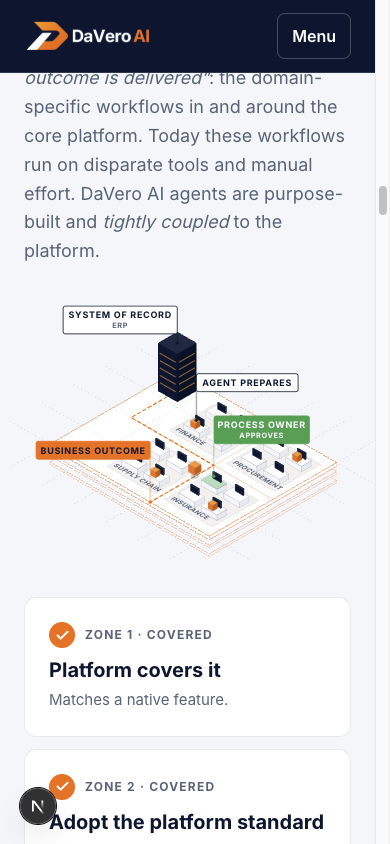 DaVero AI
Menu
outcome is delivered”: the domain-
specific workflows in and around the
core platform. Today these workflows
run on disparate tools and manual
effort. DaVero AI agents are purpose-
built and tightly coupled to the
platform.
SYSTEM OF RECORD
ERP
AGENT PREPARES
PROCESS OWNER
APPROVES
FINANCE
BUSINESS OUTCOME
SUPPLY CHAIN
PROCUREMENT
INSURANCE
ZONE 1 · COVERED
Platform covers it
Matches a native feature.
ZONE 2 · COVERED
N
Adopt the platform standard